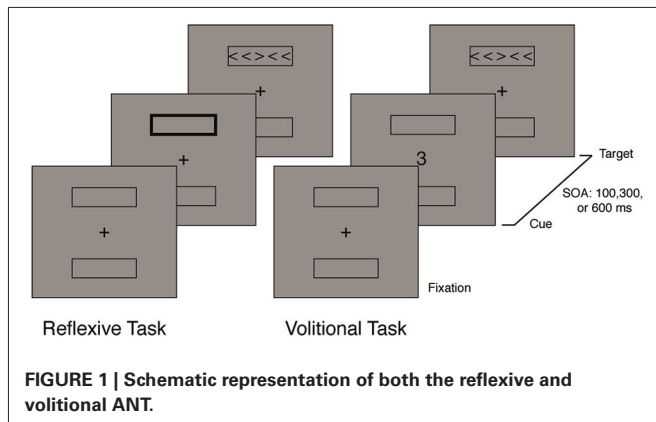 <<><<
+
+
+
<<><<
+
3
+
Target
SOA: 100,300,
or 600 ms
Cue
Fixation
Reflexive Task
Volitional Task
FIGURE 1 | Schematic representation of both the reflexive and
volitional ANT.